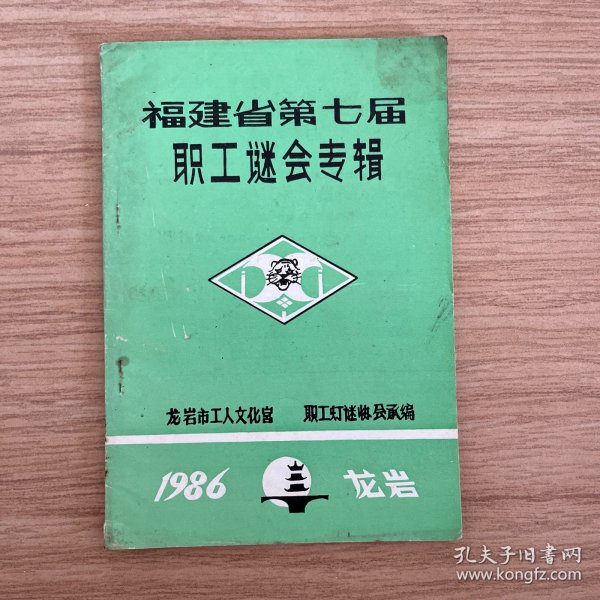 福建省第七届
职工谜会专辑
龙岩市工人文化宫 职工灯谜协会承编
1986 龙岩
孔夫子旧书网
www.kongfz.com